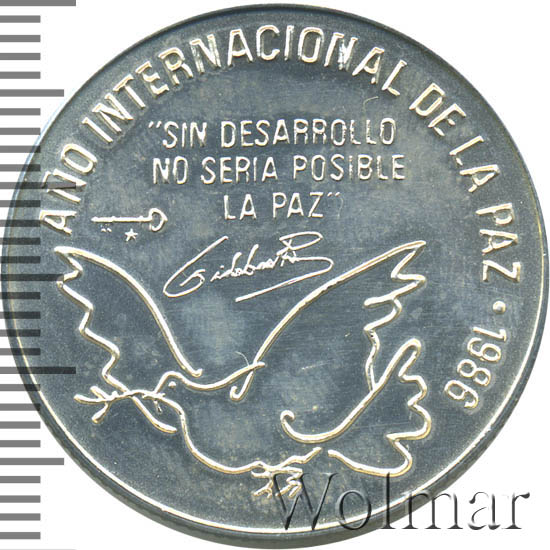 AÑO INTERNACIONAL DE LA PAZ · 1986
"SIN DESARROLLO
NO SERIA POSIBLE
LA PAZ"
Wolmar